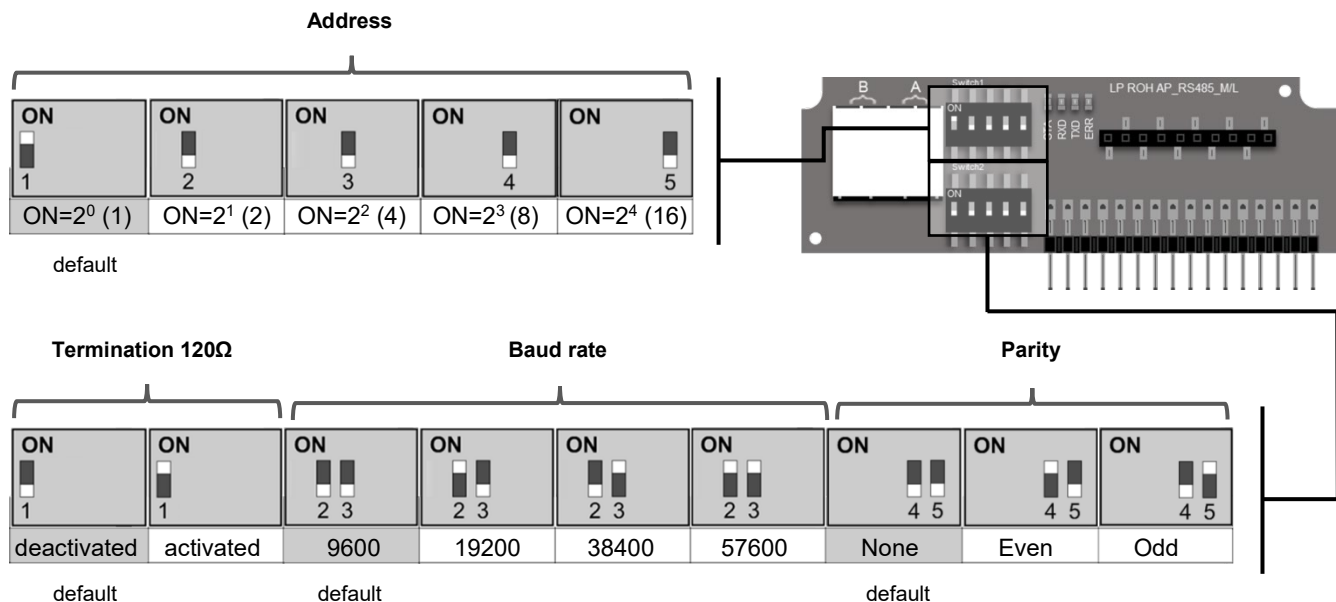 Address
ON ON ON ON ON
1 2 3 4 5
ON=2⁰ (1) ON=2¹ (2) ON=2² (4) ON=2³ (8) ON=2⁴ (16)
default
B A Switch1 LP ROH AP_RS485_M/L
ON
RXD TXD ERR
Switch2
ON
Termination 120Ω Baud rate Parity
ON ON ON ON ON ON ON ON ON
1 1 2 3 2 3 2 3 2 3 4 5 4 5 4 5
deactivated activated 9600 19200 38400 57600 None Even Odd
default default default